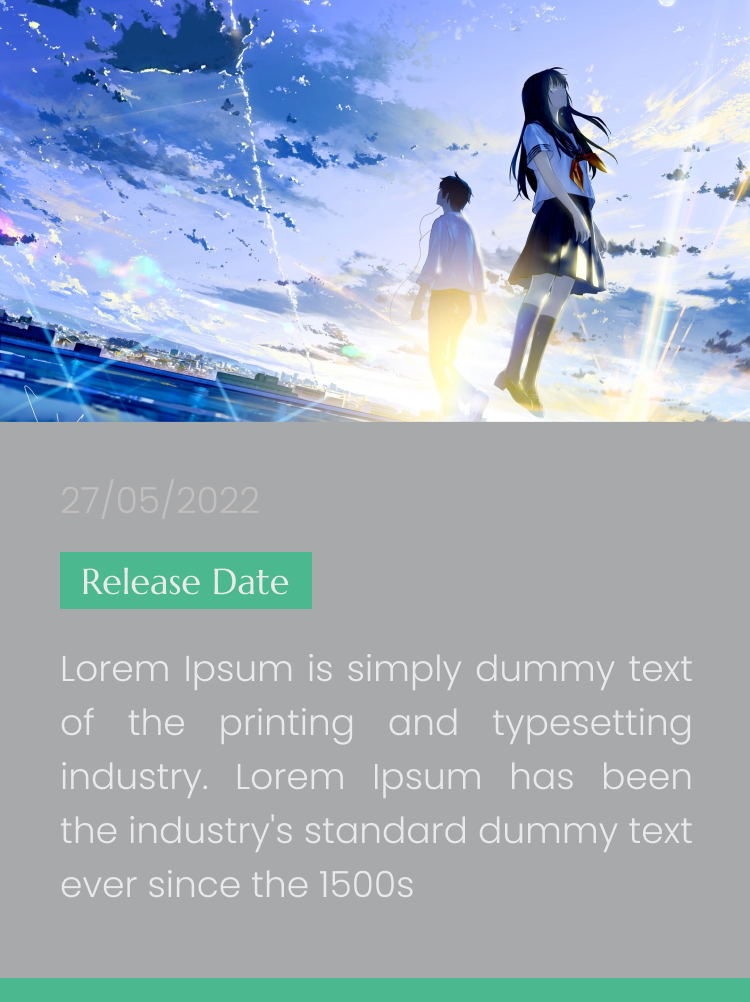 27/05/2022
Release Date
Lorem Ipsum is simply dummy text
of the printing and typesetting
industry. Lorem Ipsum has been
the industry's standard dummy text
ever since the 1500s